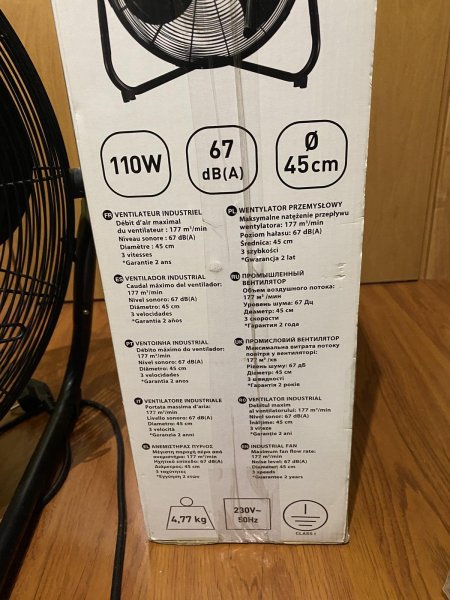 110W
67
dB(A)
Ø
45cm
FR VENTILATEUR INDUSTRIEL
Débit d'air maximal
du ventilateur : 177 m³/min
Niveau sonore : 67 dB(A)
Diamètre : 45 cm
3 vitesses
*Garantie 2 ans
ES VENTILADOR INDUSTRIAL
Caudal máximo del ventilador:
177 m³/min
Nivel sonoro: 67 dB(A)
Diámetro: 45 cm
3 velocidades
*Garantía 2 años
PT VENTOINHA INDUSTRIAL
Débito máximo do ventilador:
177 m³/min
Nível sonoro: 67 dB(A)
Diâmetro: 45 cm
3 velocidades
*Garantia 2 anos
IT VENTILATORE INDUSTRIALE
Portata massima d'aria:
177 m³/min
Livello sonoro: 67 dB(A)
Diametro: 45 cm
3 velocità
*Garanzia 2 anni
EL ΑΝΕΜΙΣΤΗΡΑΣ ΠΥΡΓΟΣ
Μέγιστη παροχή αέρα από
ανεμιστήρα: 177 m³/min
Ηχητικό επίπεδο: 67 dB(A)
Διάμετρος: 45 cm
3 ταχύτητες
*Εγγύηση 2 ετών
PL WENTYLATOR PRZEMYSŁOWY
Maksymalne natężenie przepływu
wentylatora: 177 m³/min
Poziom hałasu: 67 dB(A)
Średnica: 45 cm
3 szybkości
*Gwarancja 2 lat
RU ПРОМЫШЛЕННЫЙ
ВЕНТИЛЯТОР
Объем воздушного потока:
177 м³/мин
Уровень шума: 67 Дц
Диаметр: 45 см
3 скорости
*Гарантия 2 года
ПРОМИСЛОВИЙ ВЕНТИЛЯТОР
Максимальна витрата потоку
повітря у вентиляторі:
177 м³/хв
Рівень шуму: 67 дБ
Діаметр: 45 см
3 швидкості
*Гарантія 2 років
RO VENTILATOR INDUSTRIAL
Debitul maxim
al ventilatorului: 177 m³/min
Nivel sonor: 67 dB(A)
Înălțime: 45 cm
3 viteze
*Garanție 2 ani
EN INDUSTRIAL FAN
Maximum fan flow rate:
177 m³/min
Noise level: 67 dB(A)
Diameter: 45 cm
3 speeds
*Guarantee 2 years
4,77 kg
230V~
50Hz
CLASS I